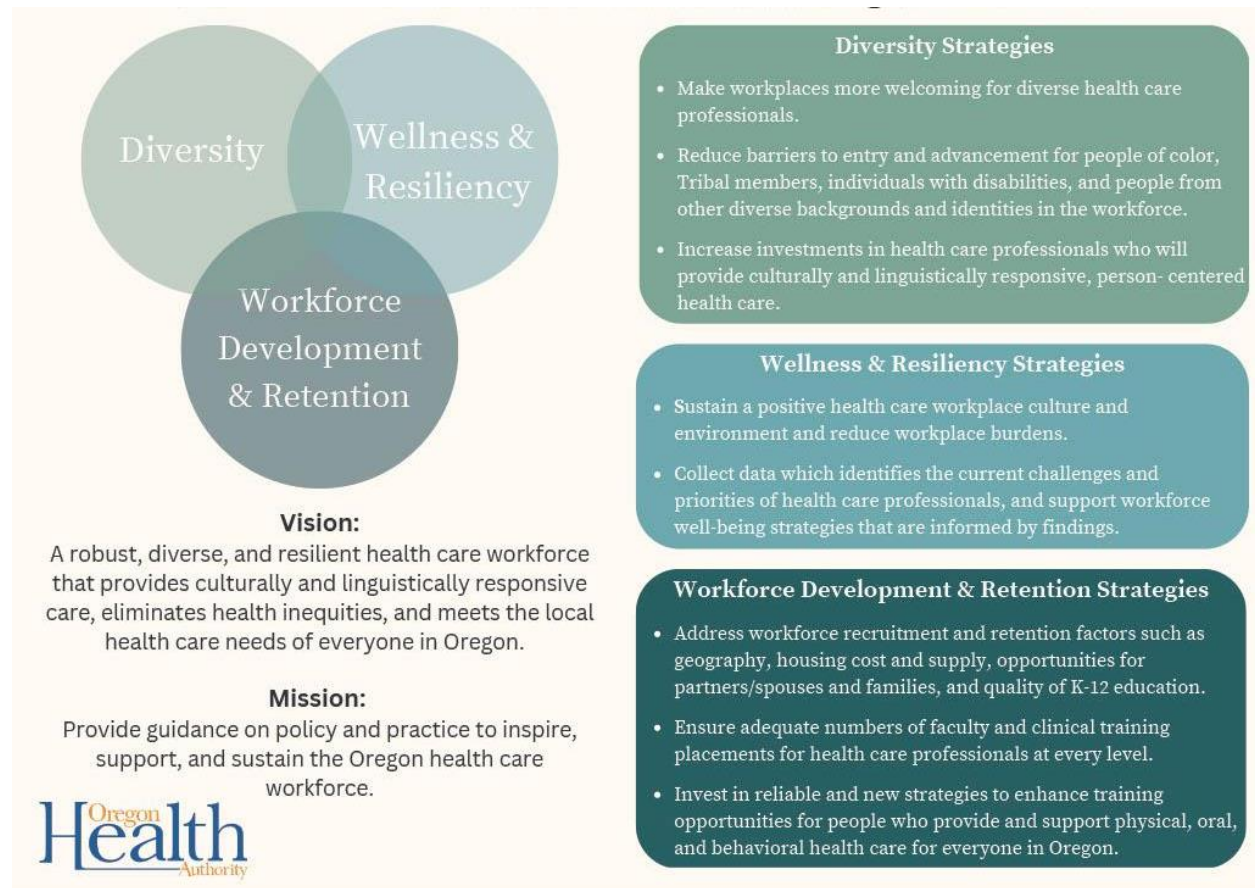 Diversity
Wellness &
Resiliency
Workforce
Development
& Retention
Vision:
A robust, diverse, and resilient health care workforce
that provides culturally and linguistically responsive
care, eliminates health inequities, and meets the local
health care needs of everyone in Oregon.
Mission:
Provide guidance on policy and practice to inspire,
support, and sustain the Oregon health care
workforce.
Oregon
Health
Authority
Diversity Strategies
• Make workplaces more welcoming for diverse health care
professionals.
• Reduce barriers to entry and advancement for people of color,
Tribal members, individuals with disabilities, and people from
other diverse backgrounds and identities in the workforce.
• Increase investments in health care professionals who will
provide culturally and linguistically responsive, person- centered
health care.
Wellness & Resiliency Strategies
• Sustain a positive health care workplace culture and
environment and reduce workplace burdens.
• Collect data which identifies the current challenges and
priorities of health care professionals, and support workforce
well-being strategies that are informed by findings.
Workforce Development & Retention Strategies
• Address workforce recruitment and retention factors such as
geography, housing cost and supply, opportunities for
partners/spouses and families, and quality of K-12 education.
• Ensure adequate numbers of faculty and clinical training
placements for health care professionals at every level.
• Invest in reliable and new strategies to enhance training
opportunities for people who provide and support physical, oral,
and behavioral health care for everyone in Oregon.